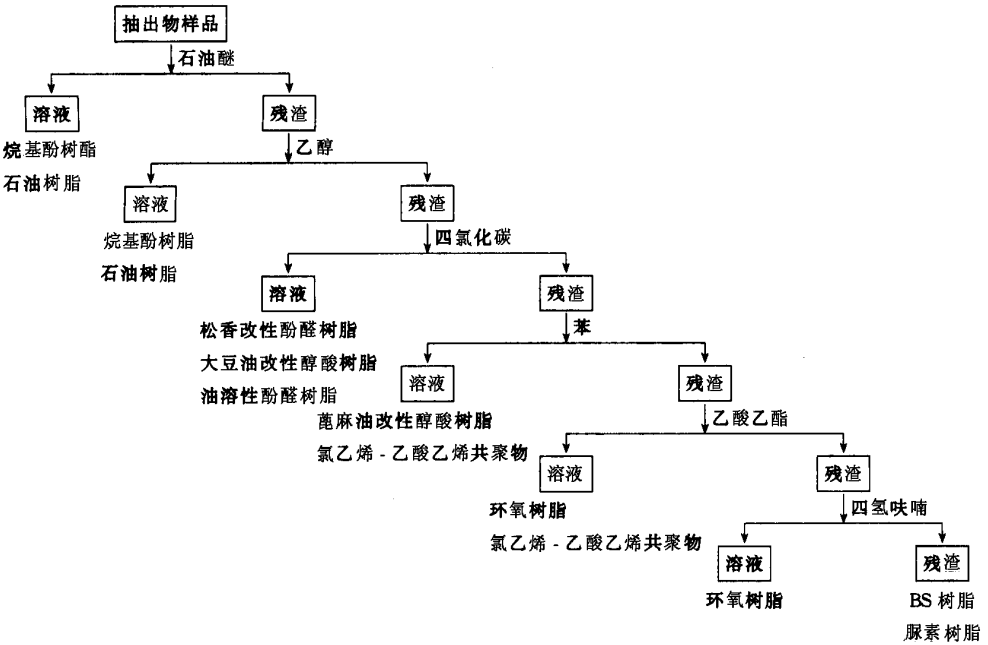 抽出物样品
石油醚
溶液
残渣
烷基酚树酯
石油树脂
乙醇
溶液
残渣
烷基酚树脂
石油树脂
四氯化碳
溶液
残渣
松香改性酚醛树脂
大豆油改性醇酸树脂
油溶性酚醛树脂
苯
溶液
残渣
蓖麻油改性醇酸树脂
氯乙烯-乙酸乙烯共聚物
乙酸乙酯
溶液
残渣
环氧树脂
氯乙烯-乙酸乙烯共聚物
四氢呋喃
溶液
残渣
环氧树脂
BS树脂
脲素树脂